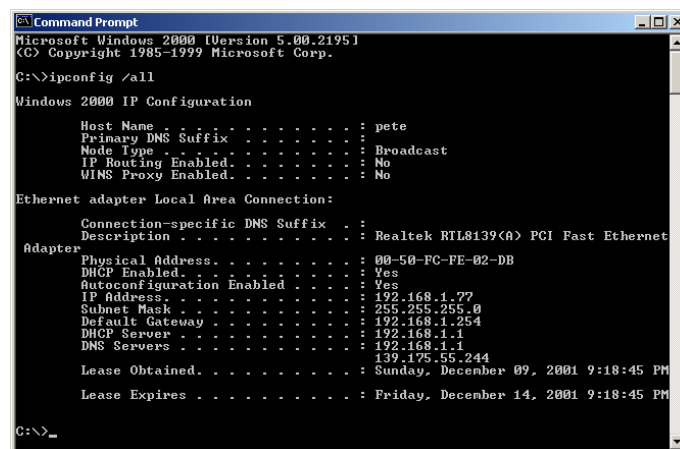 Command Prompt
Microsoft Windows 2000 [Version 5.00.2195]
(C) Copyright 1985-1999 Microsoft Corp.
C:\>ipconfig /all
Windows 2000 IP Configuration
Host Name . . . . . . . . . . . . : pete
Primary DNS Suffix  . . . . . . . :
Node Type . . . . . . . . . . . . : Broadcast
IP Routing Enabled. . . . . . . . : No
WINS Proxy Enabled. . . . . . . . : No
Ethernet adapter Local Area Connection:
Connection-specific DNS Suffix  . :
Description . . . . . . . . . . . : Realtek RTL8139(A) PCI Fast Ethernet
Adapter
Physical Address. . . . . . . . . : 00-50-FC-FE-02-DB
DHCP Enabled. . . . . . . . . . . : Yes
Autoconfiguration Enabled . . . . : Yes
IP Address. . . . . . . . . . . . : 192.168.1.77
Subnet Mask . . . . . . . . . . . : 255.255.255.0
Default Gateway . . . . . . . . . : 192.168.1.254
DHCP Server . . . . . . . . . . . : 192.168.1.1
DNS Servers . . . . . . . . . . . : 192.168.1.1
139.175.55.244
Lease Obtained. . . . . . . . . . : Sunday, December 09, 2001 9:18:45 PM
Lease Expires . . . . . . . . . . : Friday, December 14, 2001 9:18:45 PM
C:\>_